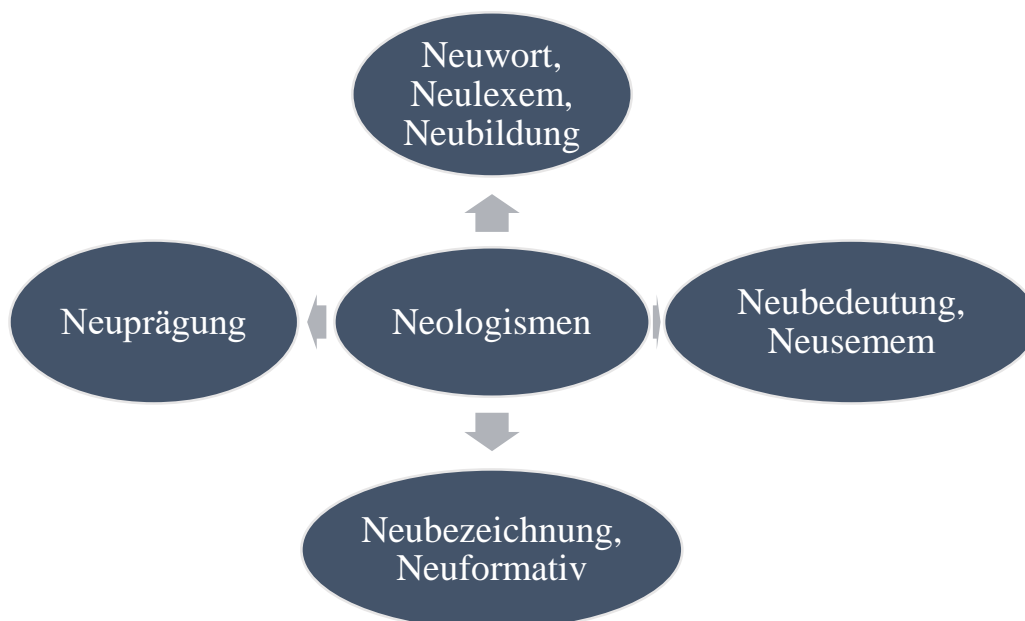 Neuwort,
Neulexem,
Neubildung
Neuprägung
Neologismen
Neubedeutung,
Neusemem
Neubezeichnung,
Neuformativ